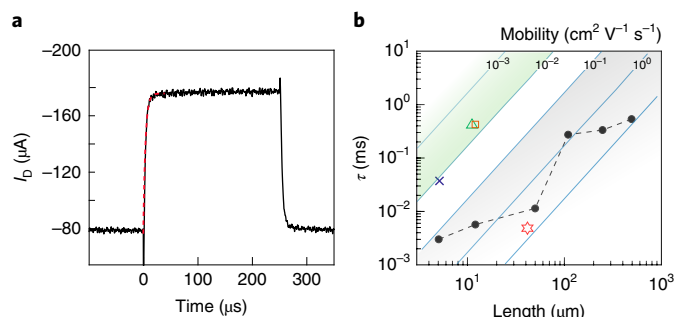 a
−200
−160
−120
−80
I_D (μA)
0 100 200 300
Time (μs)
b
Mobility (cm² V⁻¹ s⁻¹)
10⁻³ 10⁻² 10⁻¹ 10⁰
10¹
10⁰
10⁻¹
10⁻²
10⁻³
τ (ms)
10¹ 10² 10³
Length (μm)